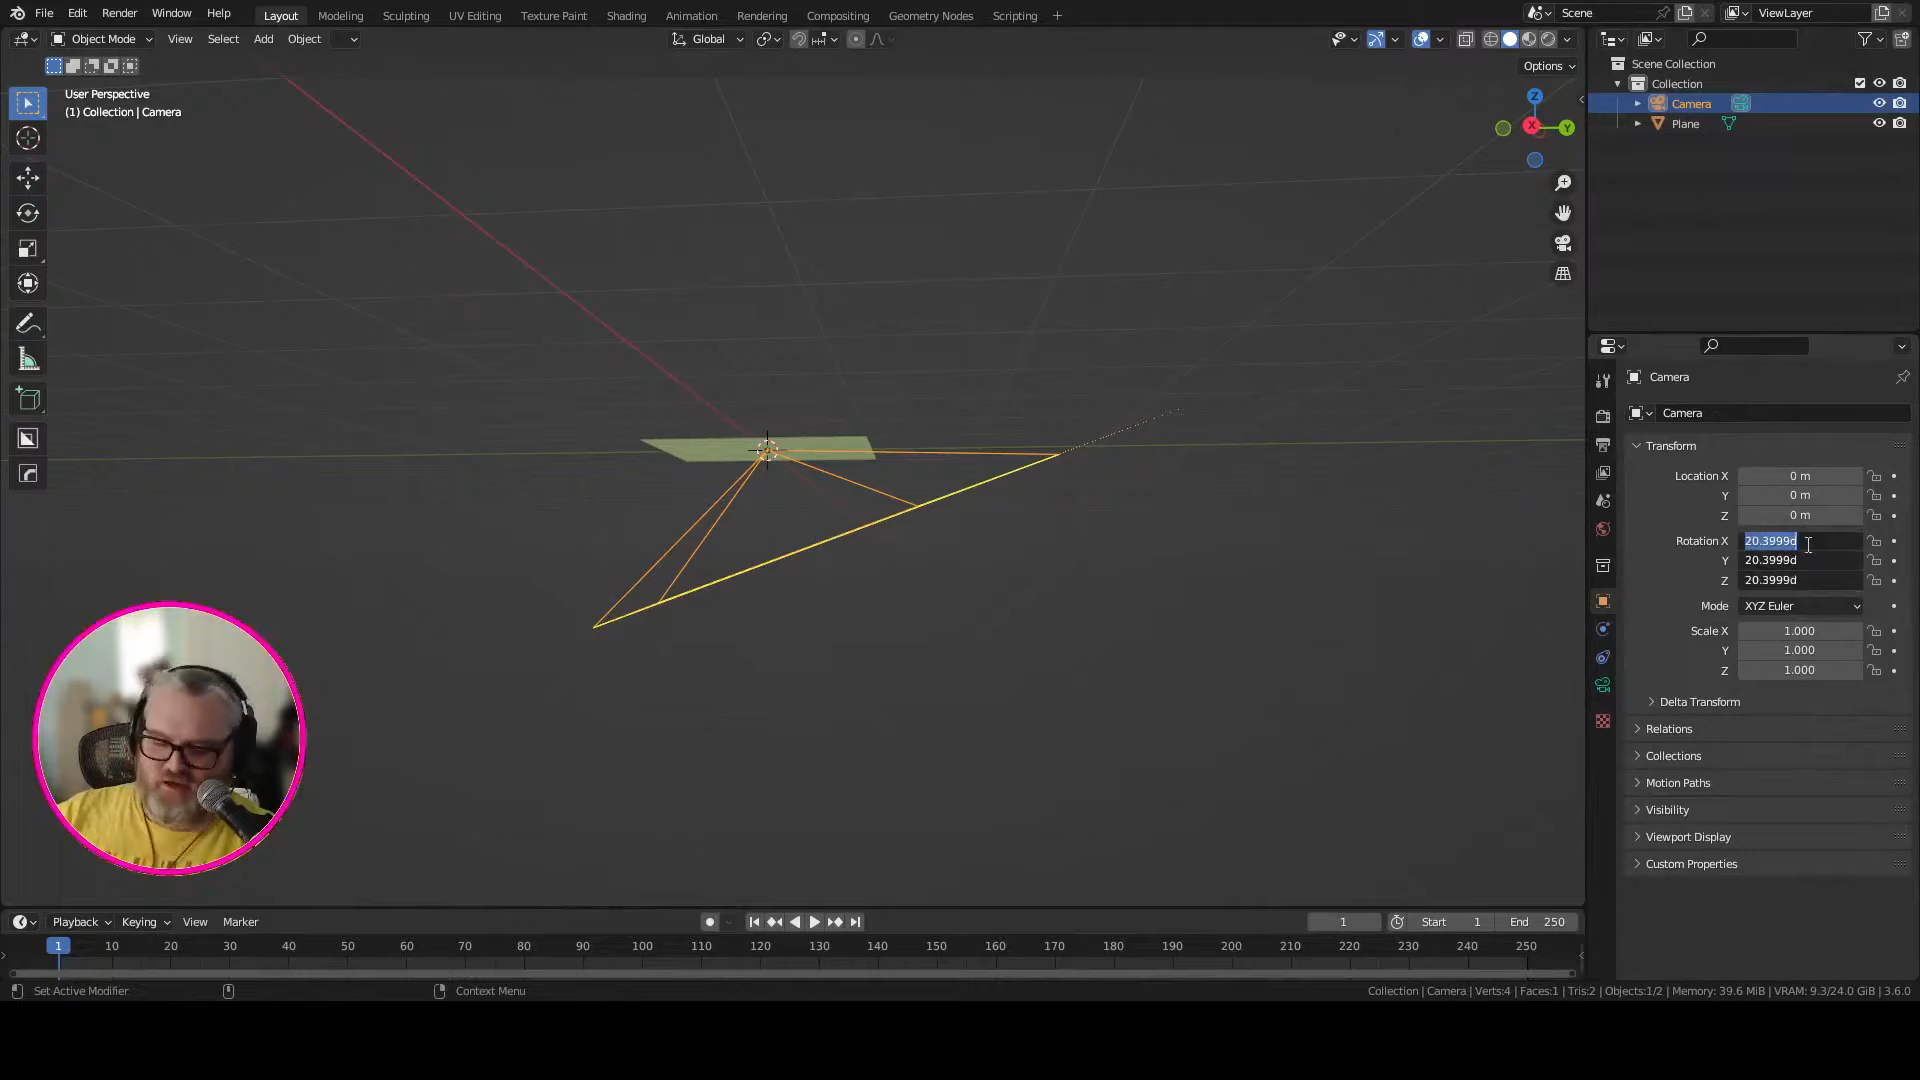 File Edit Render Window Help Layout Modeling Sculpting UV Editing Texture Paint Shading Animation Rendering Compositing Geometry Nodes Scripting + Scene ViewLayer
Object Mode View Select Add Object Global
Options
User Perspective
(1) Collection | Camera
Z
X
Y
Scene Collection
Collection
Camera
Plane
Camera
Camera
Transform
Location X 0 m
Y 0 m
Z 0 m
Rotation X 20.3999d
Y 20.3999d
Z 20.3999d
Mode XYZ Euler
Scale X 1.000
Y 1.000
Z 1.000
Delta Transform
Relations
Collections
Motion Paths
Visibility
Viewport Display
Custom Properties
Playback Keying View Marker 1 Start 1 End 250
1 10 20 30 40 50 60 70 80 90 100 110 120 130 140 150 160 170 180 190 200 210 220 230 240 250
Set Active Modifier Context Menu Collection | Camera | Verts:4 | Faces:1 | Tris:2 | Objects:1/2 | Memory: 39.6 MiB | VRAM: 9.3/24.0 GiB | 3.6.0